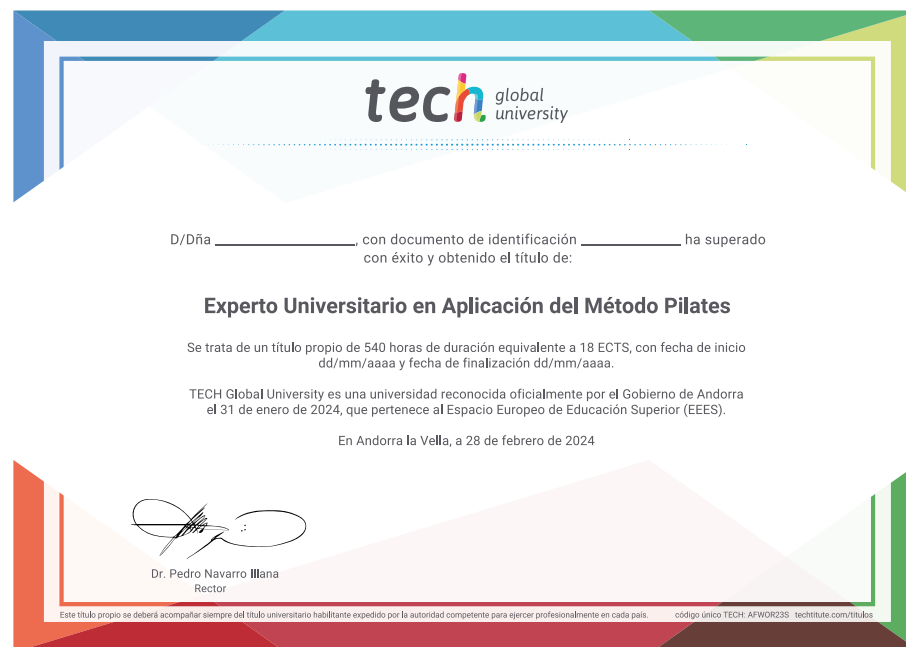 tech global university
D/Dña ____________, con documento de identificación ____________ ha superado
con éxito y obtenido el título de:
Experto Universitario en Aplicación del Método Pilates
Se trata de un título propio de 540 horas de duración equivalente a 18 ECTS, con fecha de inicio
dd/mm/aaaa y fecha de finalización dd/mm/aaaa.
TECH Global University es una universidad reconocida oficialmente por el Gobierno de Andorra
el 31 de enero de 2024, que pertenece al Espacio Europeo de Educación Superior (EEES).
En Andorra la Vella, a 28 de febrero de 2024
Dr. Pedro Navarro Illana
Rector
Este título propio se deberá acompañar siempre del título universitario habilitante expedido por la autoridad competente para ejercer profesionalmente en cada país. código único TECH: AFWOR23S techtitute.com/titulos